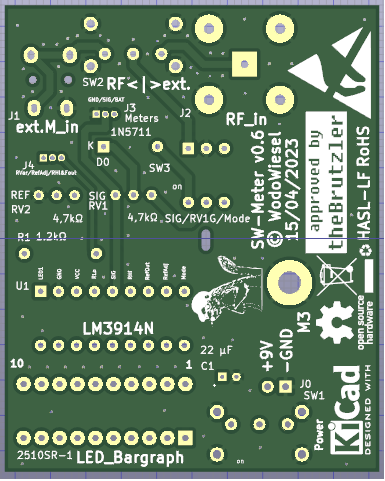 SW2
RF<|>ext.
GND/SIG/BAT
J3
Meters
J1
ext.M_in
1N5711
J2
RF_in
K
D0
J4
RVar/RefAdj/RHI&Fout
SW3
on
REF
RV2
4,7kΩ
SIG
RV1
4,7kΩ
SIG/RV1G/Mode
R1 1.2kΩ
SW-Meter v0.6
© WodoWiesel
15/04/2023
approved by
theBrutzler
HASL-LF RoHS
U1
LED1
GND
VCC
RLo
SIG
RHI
RefOut
RefAdj
Mode
LM3914N
M3
open source
hardware
22 µF
C1
+9V
-GND
10
1
J0
SW1
Power
on
KiCad
DESIGNED WITH
2510SR-1
LED_Bargraph